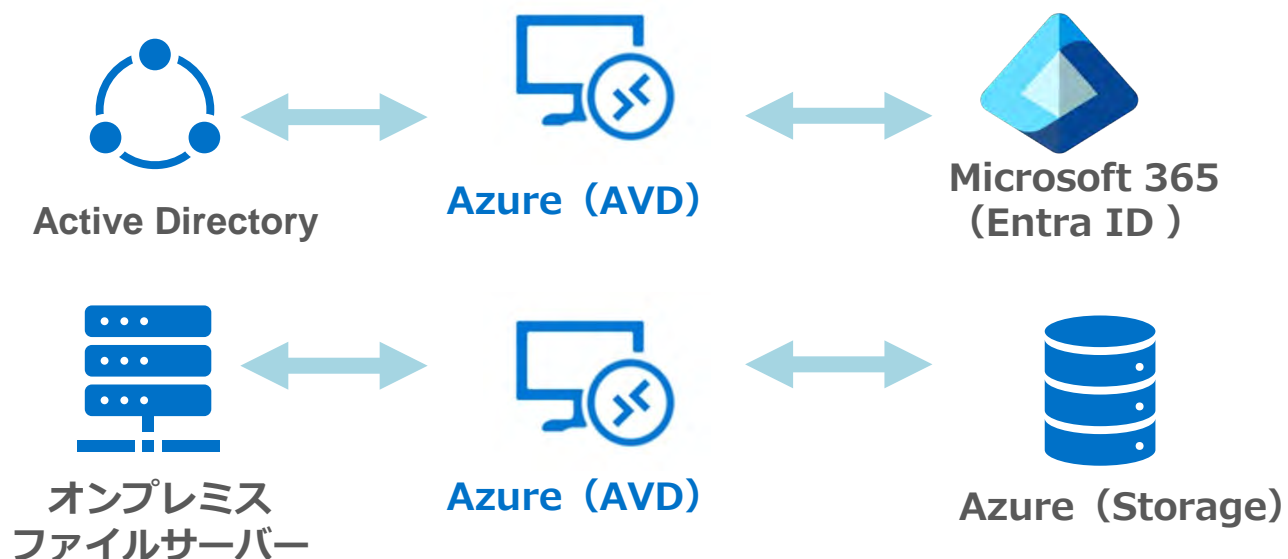 Active Directory
Azure（AVD）
Microsoft 365
（Entra ID ）
オンプレミス
ファイルサーバー
Azure（AVD）
Azure（Storage）